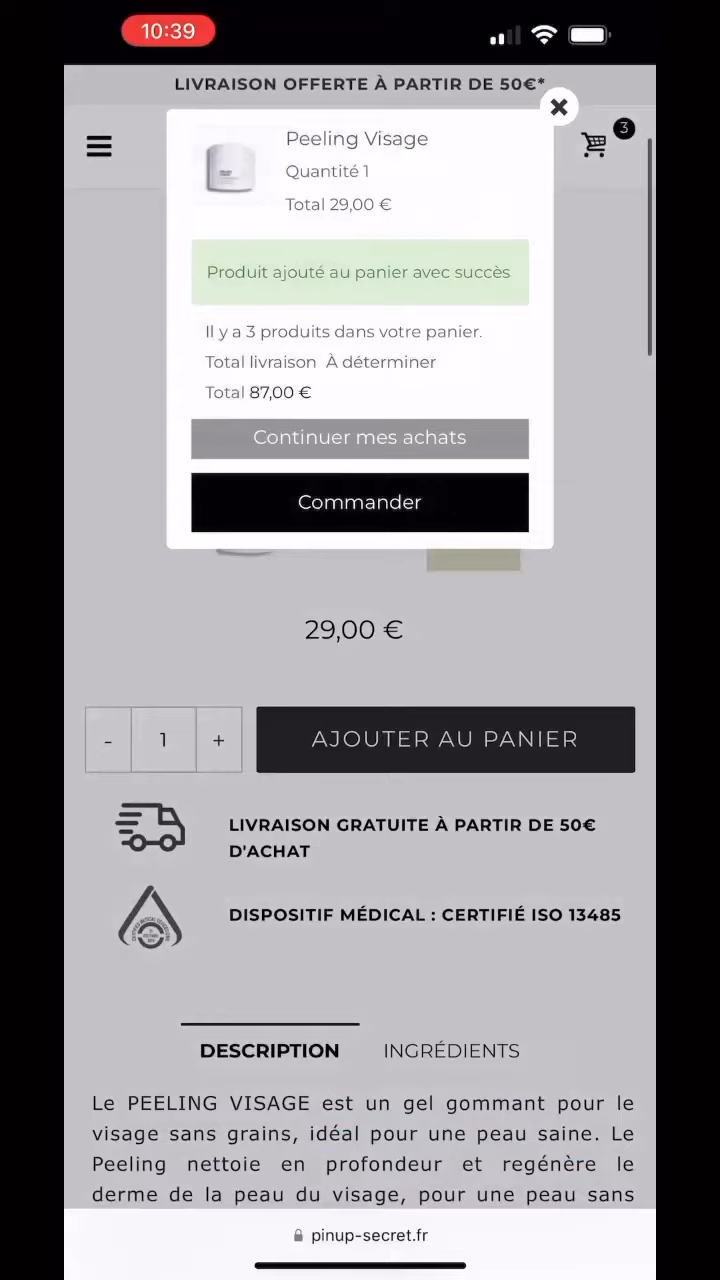 10:39
LIVRAISON OFFERTE À PARTIR DE 50€*
3
Peeling Visage
Quantité 1
Total 29,00 €
Produit ajouté au panier avec succès
Il y a 3 produits dans votre panier.
Total livraison À déterminer
Total 87,00 €
Continuer mes achats
Commander
29,00 €
- 1 +
AJOUTER AU PANIER
LIVRAISON GRATUITE À PARTIR DE 50€
D'ACHAT
DISPOSITIF MÉDICAL : CERTIFIÉ ISO 13485
DESCRIPTION
INGRÉDIENTS
Le PEELING VISAGE est un gel gommant pour le
visage sans grains, idéal pour une peau saine. Le
Peeling nettoie en profondeur et regénère le
derme de la peau du visage, pour une peau sans
pinup-secret.fr